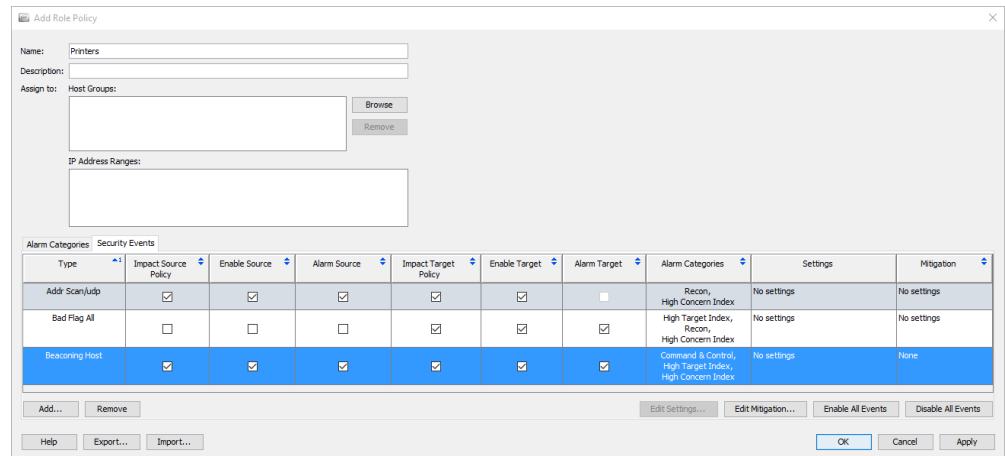 Add Role Policy
Name: Printers
Description:
Assign to: Host Groups:
Browse
Remove
IP Address Ranges:
Alarm Categories Security Events
Type 1 Impact Source Policy Enable Source Alarm Source Impact Target Policy Enable Target Alarm Target Alarm Categories Settings Mitigation
Addr Scan/udp Recon, High Concern Index No settings No settings
Bad Flag All High Target Index, Recon, High Concern Index No settings No settings
Beaconing Host Command & Control, High Target Index, High Concern Index No settings None
Add... Remove Edit Settings... Edit Mitigation... Enable All Events Disable All Events
Help Export... Import... OK Cancel Apply